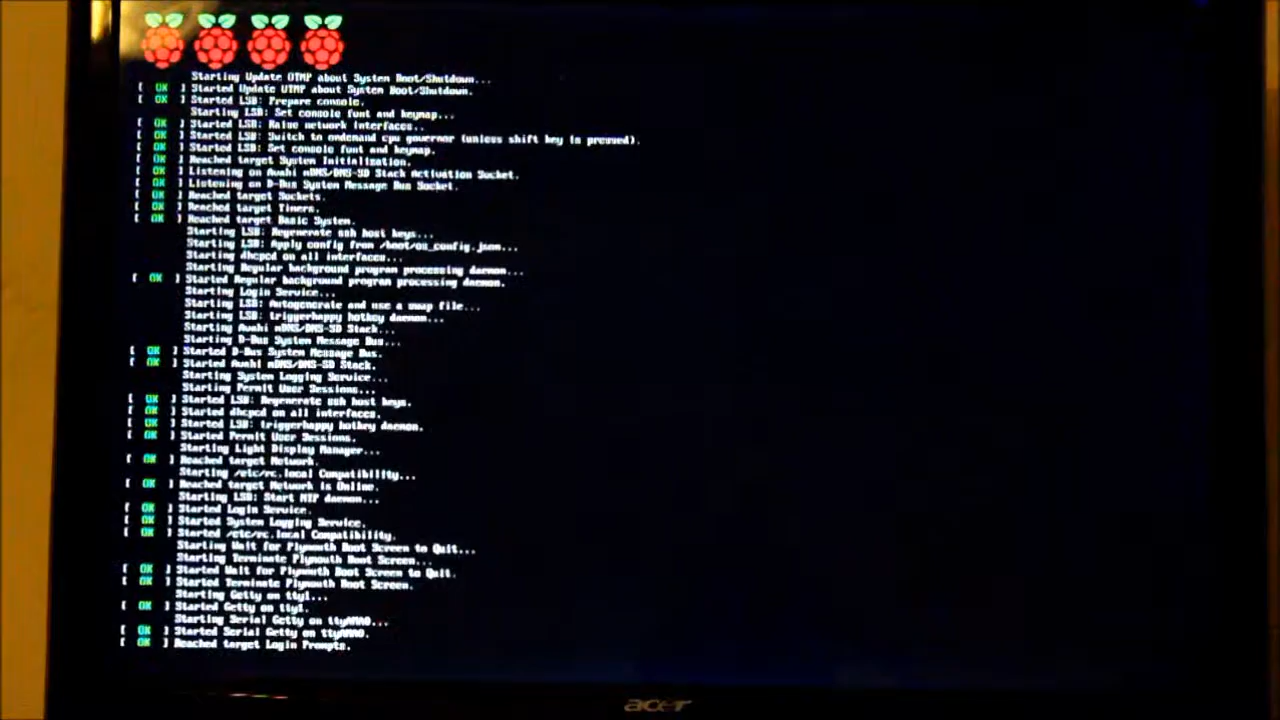 Starting Update UTMP about System Boot/Shutdown...
[ OK ] Started Update UTMP about System Boot/Shutdown.
[ OK ] Started LSB: Prepare console.
Starting LSB: Set console font and keymap...
[ OK ] Started LSB: Raise network interfaces..
[ OK ] Started LSB: Switch to ondemand cpu governor (unless shift key is pressed).
[ OK ] Started LSB: Set console font and keymap.
[ OK ] Reached target System Initialization.
[ OK ] Listening on Avahi mDNS/DNS-SD Stack Activation Socket.
[ OK ] Listening on D-Bus System Message Bus Socket.
[ OK ] Reached target Sockets.
[ OK ] Reached target Timers.
[ OK ] Reached target Basic System.
Starting LSB: Regenerate ssh host keys...
Starting LSB: Apply config from /boot/os_config.json...
Starting dhcpcd on all interfaces...
Starting Regular background program processing daemon...
[ OK ] Started Regular background program processing daemon.
Starting Login Service...
Starting LSB: Autogenerate and use a swap file...
Starting LSB: triggerhappy hotkey daemon...
Starting Avahi mDNS/DNS-SD Stack...
Starting D-Bus System Message Bus...
[ OK ] Started D-Bus System Message Bus.
[ OK ] Started Avahi mDNS/DNS-SD Stack.
Starting System Logging Service...
Starting Permit User Sessions...
[ OK ] Started LSB: Regenerate ssh host keys.
[ OK ] Started dhcpcd on all interfaces.
[ OK ] Started LSB: triggerhappy hotkey daemon.
[ OK ] Started Permit User Sessions.
Starting Light Display Manager...
[ OK ] Reached target Network.
Starting /etc/rc.local Compatibility...
[ OK ] Reached target Network is Online.
Starting LSB: Start NTP daemon...
[ OK ] Started Login Service.
[ OK ] Started System Logging Service.
[ OK ] Started /etc/rc.local Compatibility.
Starting Wait for Plymouth Boot Screen to Quit...
Starting Terminate Plymouth Boot Screen...
[ OK ] Started Wait for Plymouth Boot Screen to Quit.
[ OK ] Started Terminate Plymouth Boot Screen.
Starting Getty on tty1...
[ OK ] Started Getty on tty1.
Starting Serial Getty on ttyAMA0...
[ OK ] Started Serial Getty on ttyAMA0.
[ OK ] Reached target Login Prompts.
acer